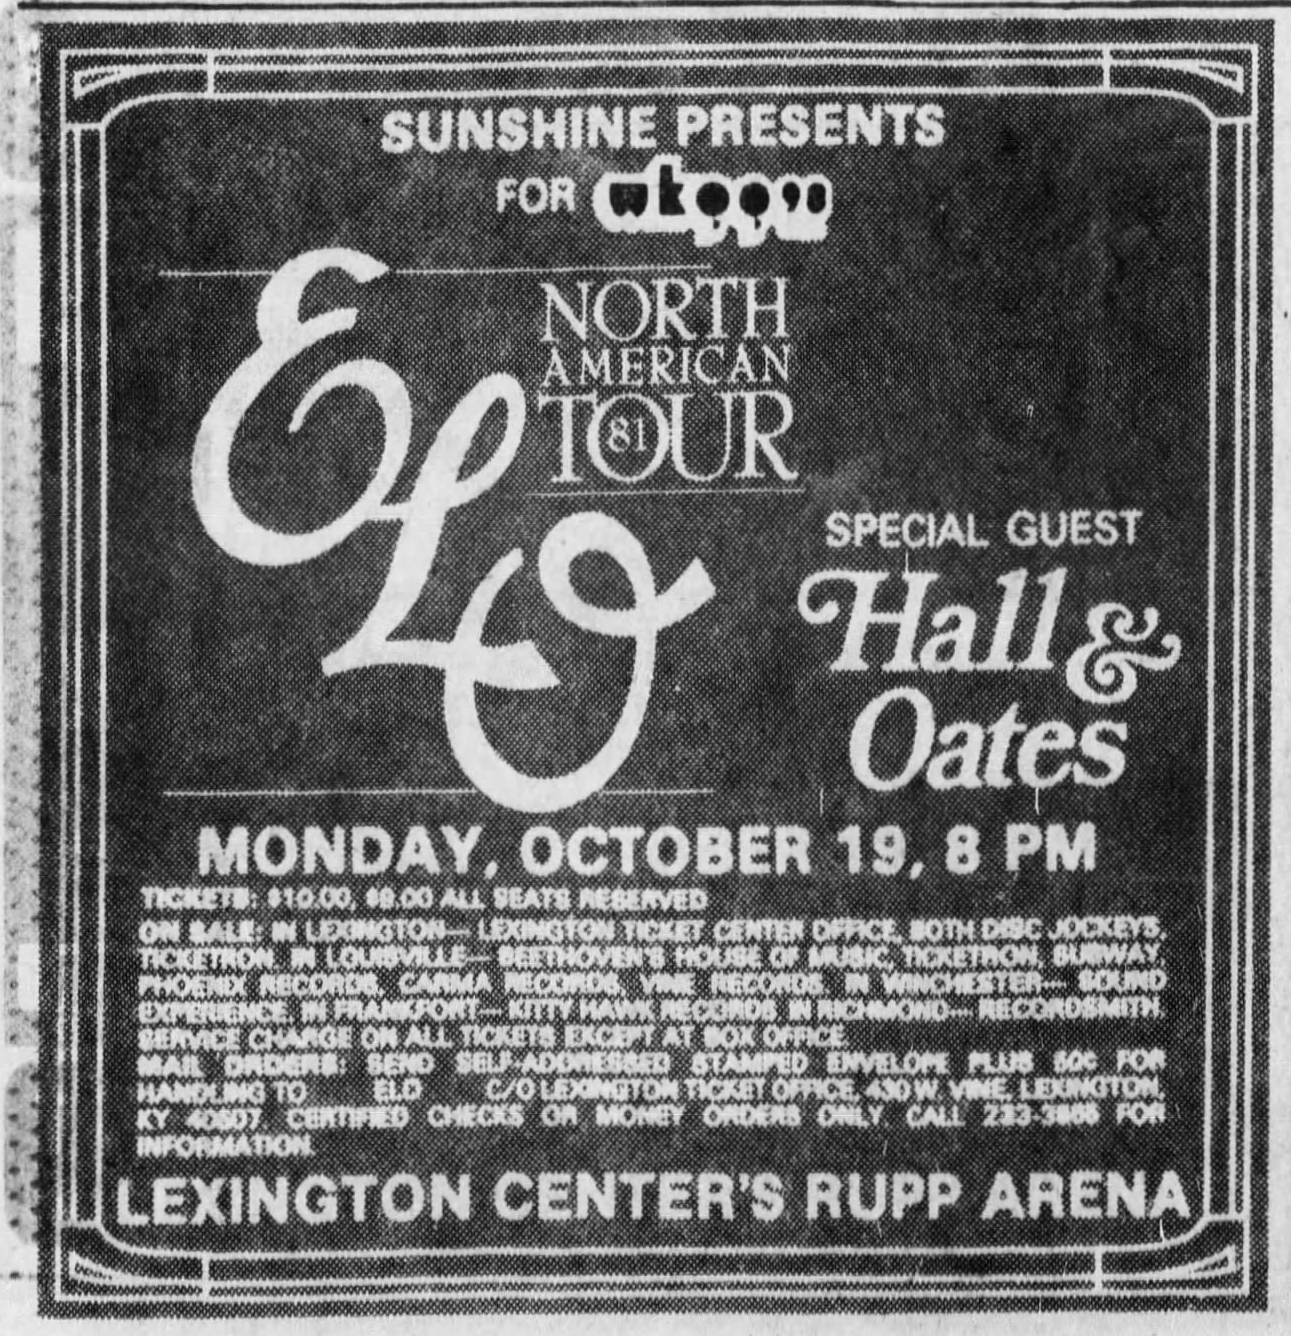 SUNSHINE PRESENTS
FOR wkqq98
ELO
NORTH
AMERICAN
TOUR
81
SPECIAL GUEST
Hall &
Oates
MONDAY, OCTOBER 19, 8 PM
TICKETS: $10.00, $9.00 ALL SEATS RESERVED
ON SALE: IN LEXINGTON— LEXINGTON TICKET CENTER OFFICE, BOTH DISC JOCKEYS,
TICKETRON, IN LOUISVILLE— BEETHOVEN'S HOUSE OF MUSIC, TICKETRON, SUBWAY,
PHOENIX RECORDS, KARMA RECORDS, VINE RECORDS, IN WINCHESTER— SOUND
EXPERIENCE, IN FRANKFORT— KITTY HAWK RECORDS, IN RICHMOND— RECORDSMITH.
SERVICE CHARGE ON ALL TICKETS EXCEPT AT BOX OFFICE.
MAIL ORDERS: SEND SELF-ADDRESSED STAMPED ENVELOPE PLUS 50¢ FOR
HANDLING TO ELO C/O LEXINGTON TICKET OFFICE, 430 W. VINE, LEXINGTON,
KY 40507. CERTIFIED CHECKS OR MONEY ORDERS ONLY. CALL FOR
INFORMATION.
LEXINGTON CENTER'S RUPP ARENA